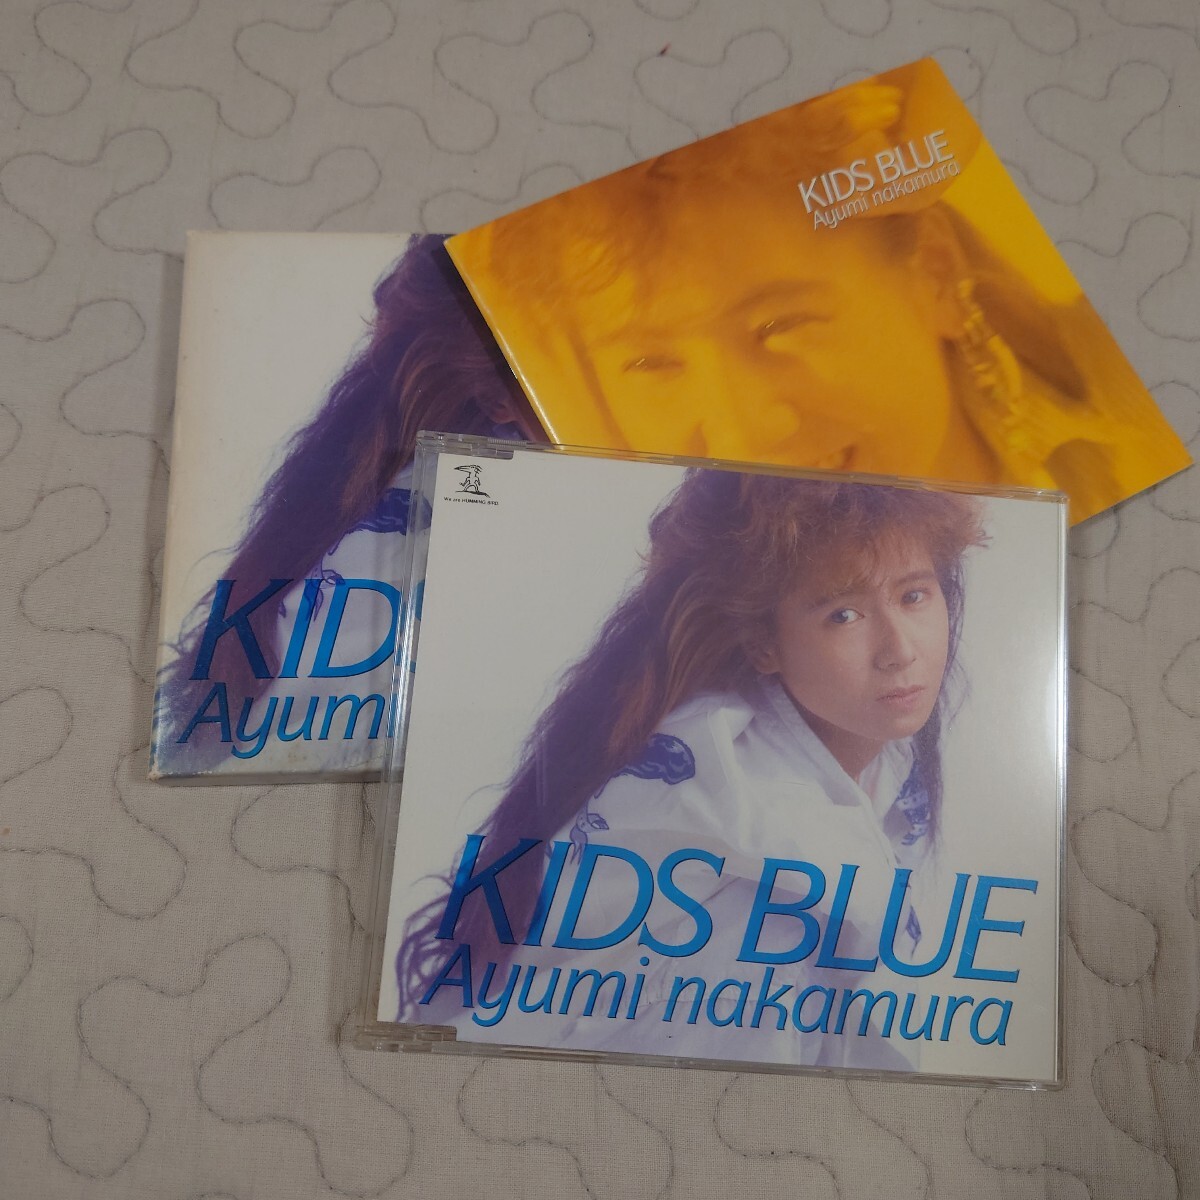 KIDS BLUE
Ayumi nakamura
KIDS
Ayumi
We are HUMMING BIRD.
KIDS BLUE
Ayumi nakamura